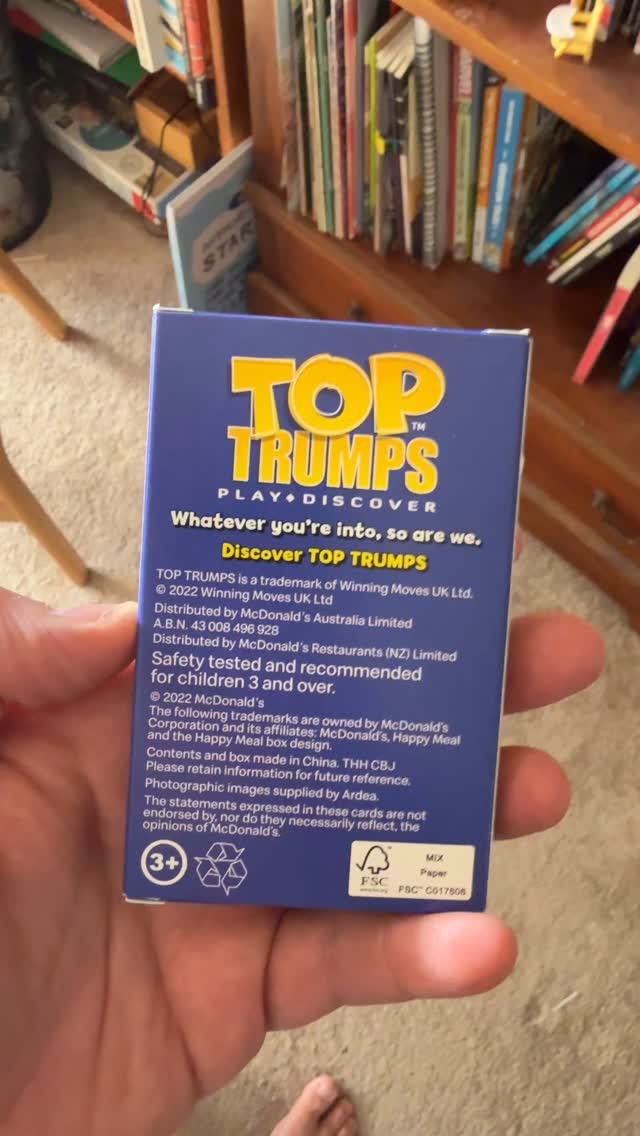 START
TOP
TRUMPS™
PLAY♦DISCOVER
Whatever you're into, so are we.
Discover TOP TRUMPS
TOP TRUMPS is a trademark of Winning Moves UK Ltd.
© 2022 Winning Moves UK Ltd
Distributed by McDonald's Australia Limited
A.B.N. 43 008 496 928
Distributed by McDonald's Restaurants (NZ) Limited
Safety tested and recommended
for children 3 and over.
© 2022 McDonald's
The following trademarks are owned by McDonald's
Corporation and its affiliates: McDonald's, Happy Meal
and the Happy Meal box design.
Contents and box made in China. THH CBJ
Please retain information for future reference.
Photographic images supplied by Ardea.
The statements expressed in these cards are not
endorsed by, nor do they necessarily reflect, the
opinions of McDonald's.
3+
FSC
www.fsc.org
MIX
Paper
FSC™ C017606